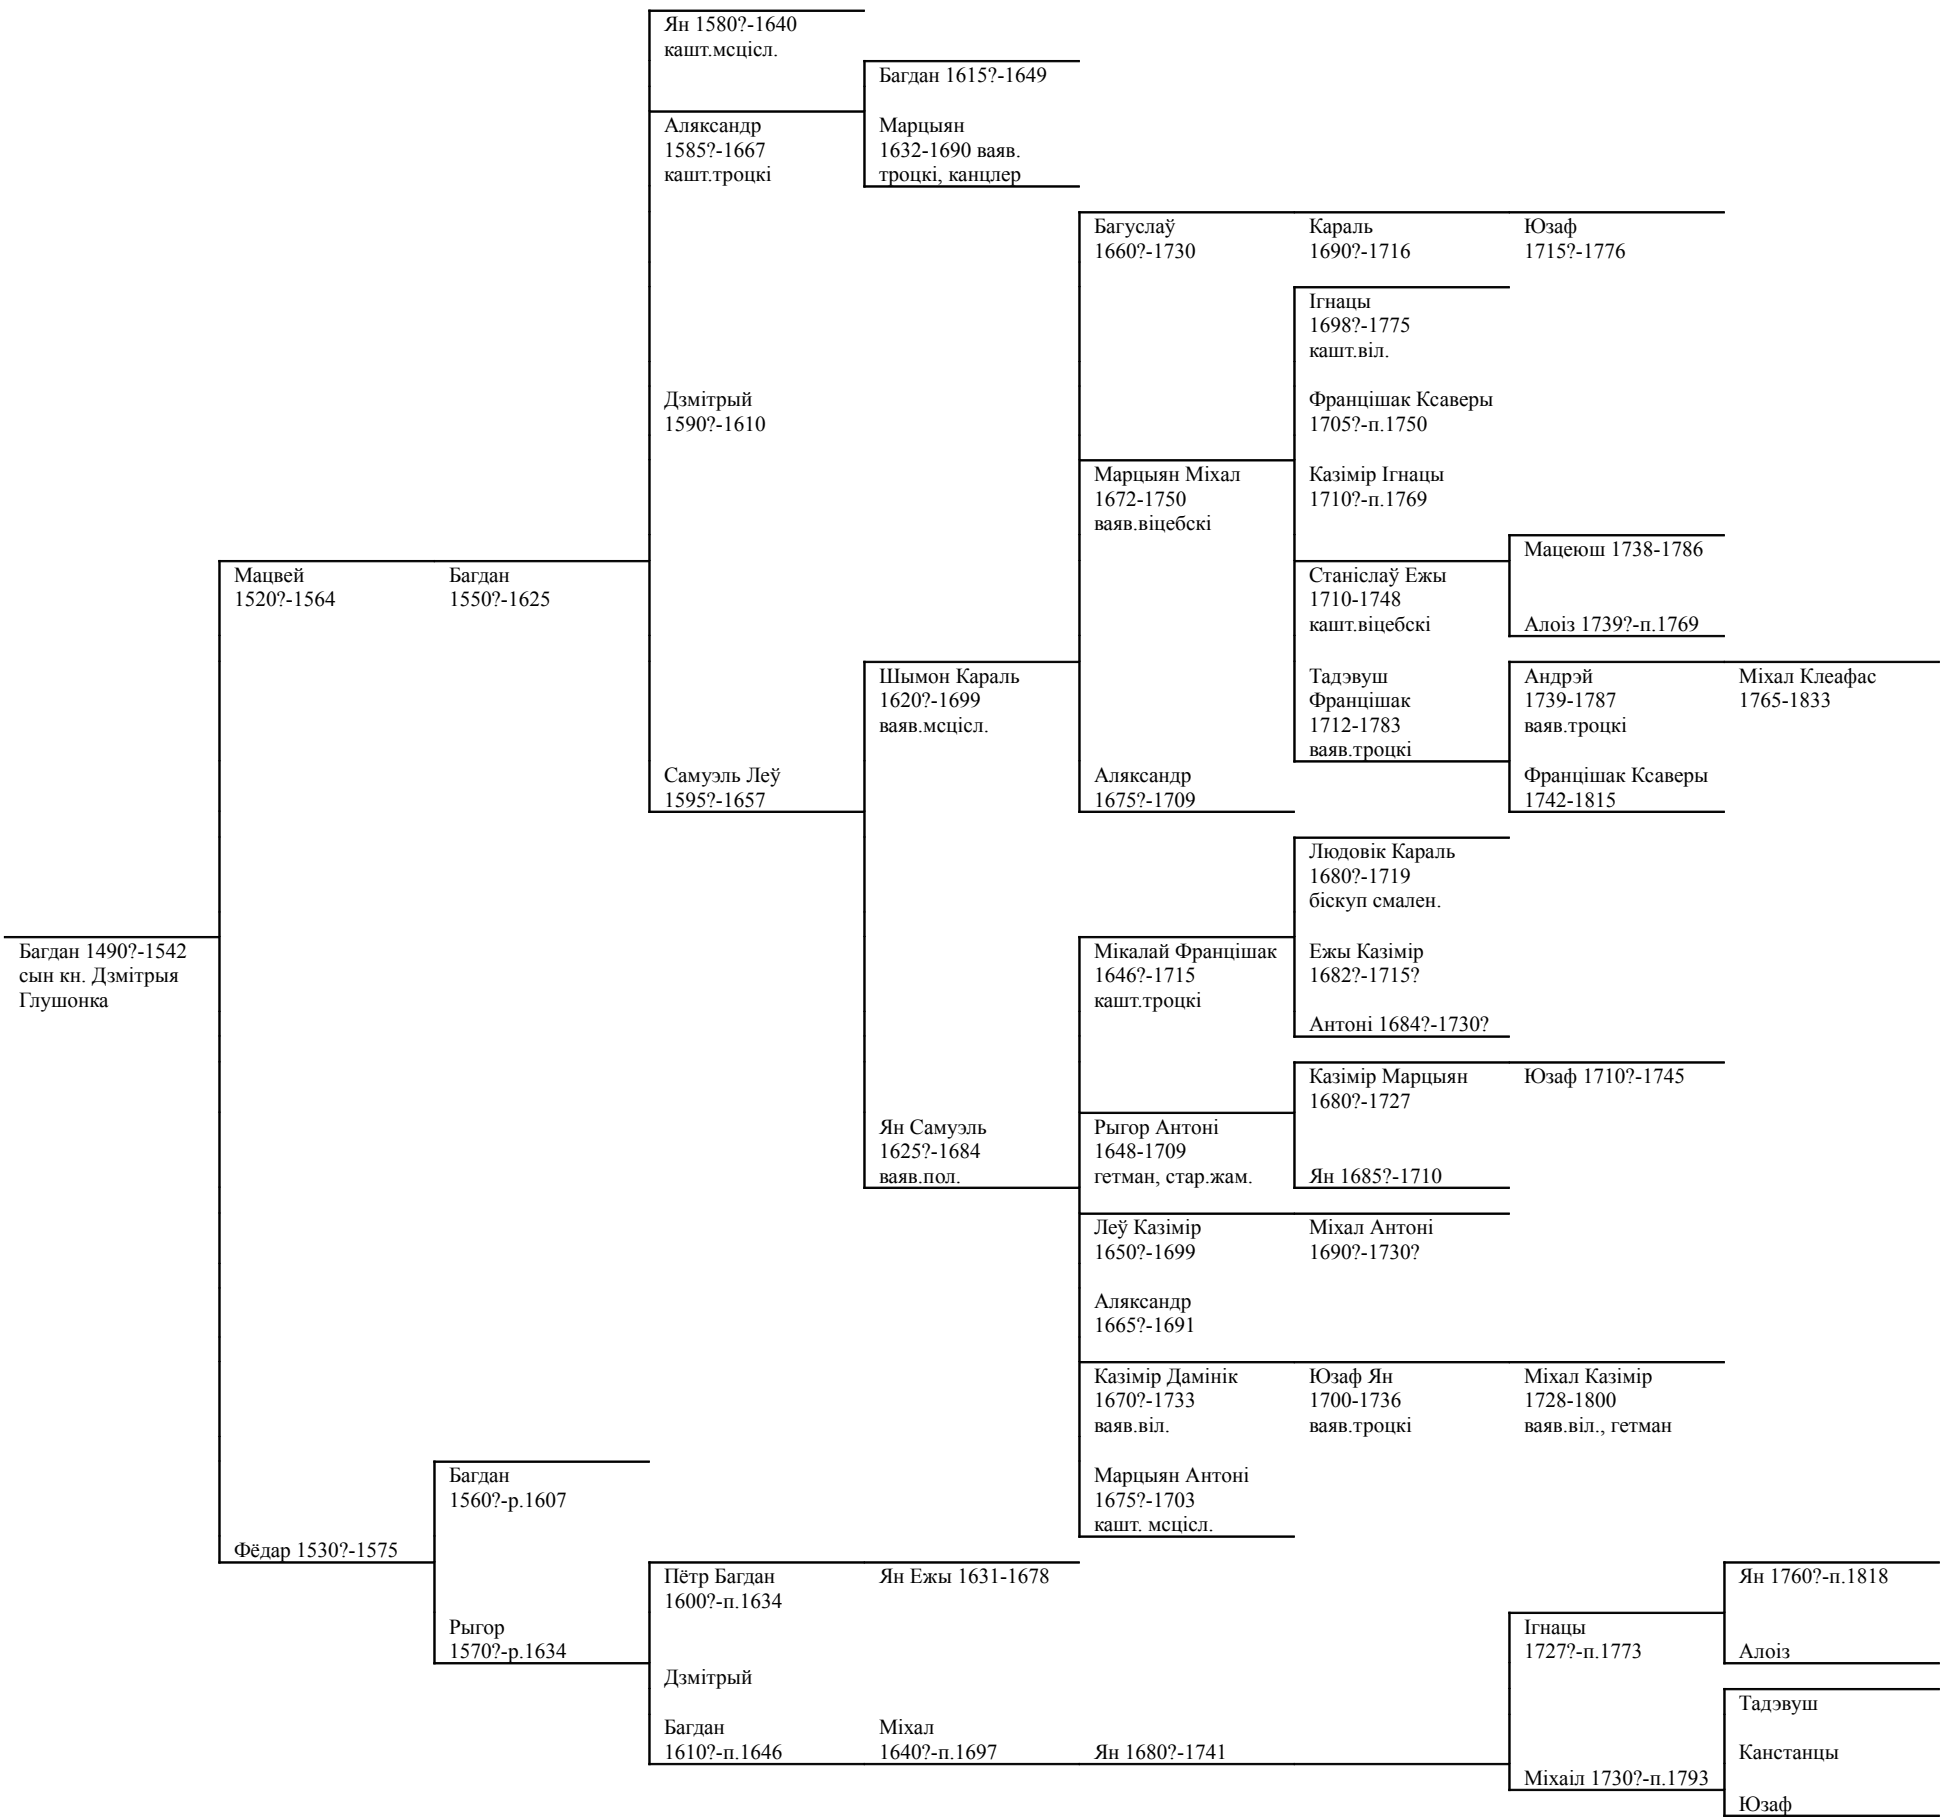 Ян 1580?-1640
кашт.мсцісл.
Багдан 1615?-1649
Аляксандр
1585?-1667
кашт.троцкі
Марцыян
1632-1690 ваяв.
троцкі, канцлер
Багуслаў
1660?-1730
Караль
1690?-1716
Юзаф
1715?-1776
Ігнацы
1698?-1775
кашт.віл.
Дзмітрый
1590?-1610
Францішак Ксаверы
1705?-п.1750
Марцыян Міхал
1672-1750
ваяв.віцебскі
Казімір Ігнацы
1710?-п.1769
Мацеюш 1738-1786
Мацвей
1520?-1564
Багдан
1550?-1625
Станіслаў Ежы
1710-1748
кашт.віцебскі
Алоіз 1739?-п.1769
Шымон Караль
1620?-1699
ваяв.мсцісл.
Тадэвуш
Францішак
1712-1783
ваяв.троцкі
Андрэй
1739-1787
ваяв.троцкі
Міхал Клеафас
1765-1833
Самуэль Леў
1595?-1657
Аляксандр
1675?-1709
Францішак Ксаверы
1742-1815
Людовік Караль
1680?-1719
біскуп смален.
Багдан 1490?-1542
сын кн. Дзмітрыя
Глушонка
Мікалай Францішак
1646?-1715
кашт.троцкі
Ежы Казімір
1682?-1715?
Антоні 1684?-1730?
Казімір Марцыян
1680?-1727
Юзаф 1710?-1745
Ян Самуэль
1625?-1684
ваяв.пол.
Рыгор Антоні
1648-1709
гетман, стар.жам.
Ян 1685?-1710
Леў Казімір
1650?-1699
Міхал Антоні
1690?-1730?
Аляксандр
1665?-1691
Казімір Дамінік
1670?-1733
ваяв.віл.
Юзаф Ян
1700-1736
ваяв.троцкі
Міхал Казімір
1728-1800
ваяв.віл., гетман
Багдан
1560?-р.1607
Марцыян Антоні
1675?-1703
кашт. мсцісл.
Фёдар 1530?-1575
Пётр Багдан
1600?-п.1634
Ян Ежы 1631-1678
Ян 1760?-п.1818
Рыгор
1570?-р.1634
Ігнацы
1727?-п.1773
Алоіз
Дзмітрый
Тадэвуш
Багдан
1610?-п.1646
Міхал
1640?-п.1697
Ян 1680?-1741
Канстанцы
Міхаіл 1730?-п.1793
Юзаф